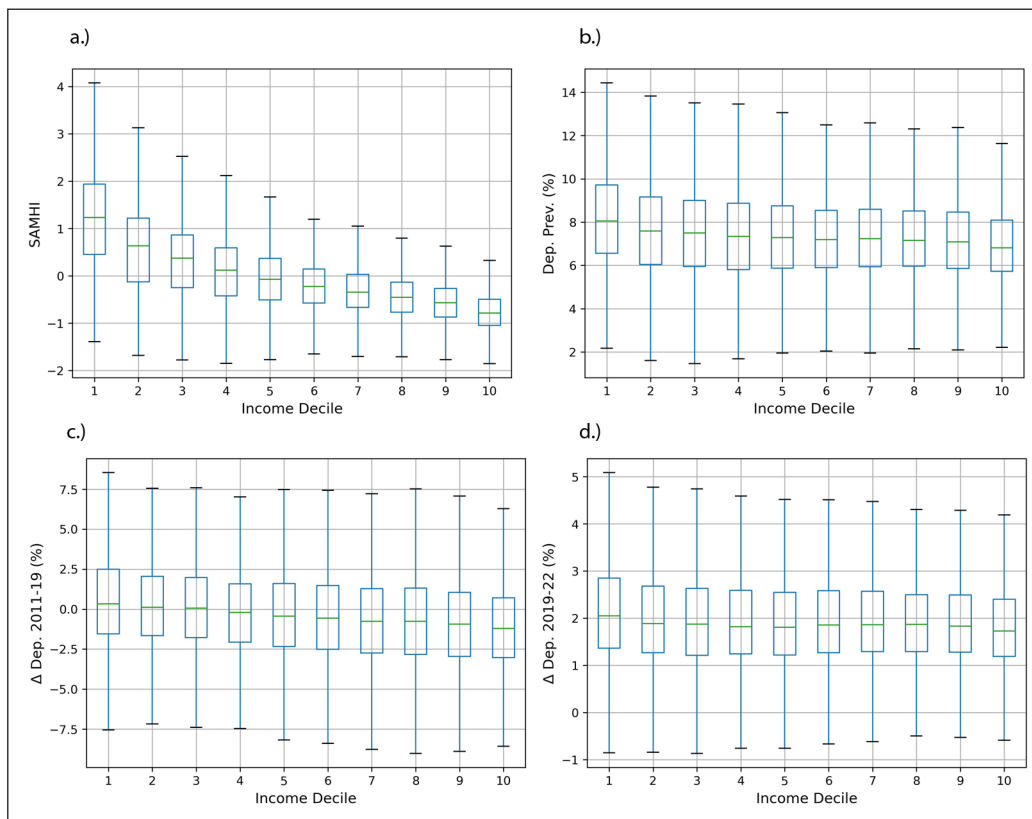 a.)
4
3
2
1
0
−1
−2
SAMHI
1 2 3 4 5 6 7 8 9 10
Income Decile
b.)
14
12
10
8
6
4
2
Dep. Prev. (%)
1 2 3 4 5 6 7 8 9 10
Income Decile
c.)
7.5
5.0
2.5
0.0
−2.5
−5.0
−7.5
Δ Dep. 2011-19 (%)
1 2 3 4 5 6 7 8 9 10
Income Decile
d.)
5
4
3
2
1
0
−1
Δ Dep. 2019-22 (%)
1 2 3 4 5 6 7 8 9 10
Income Decile